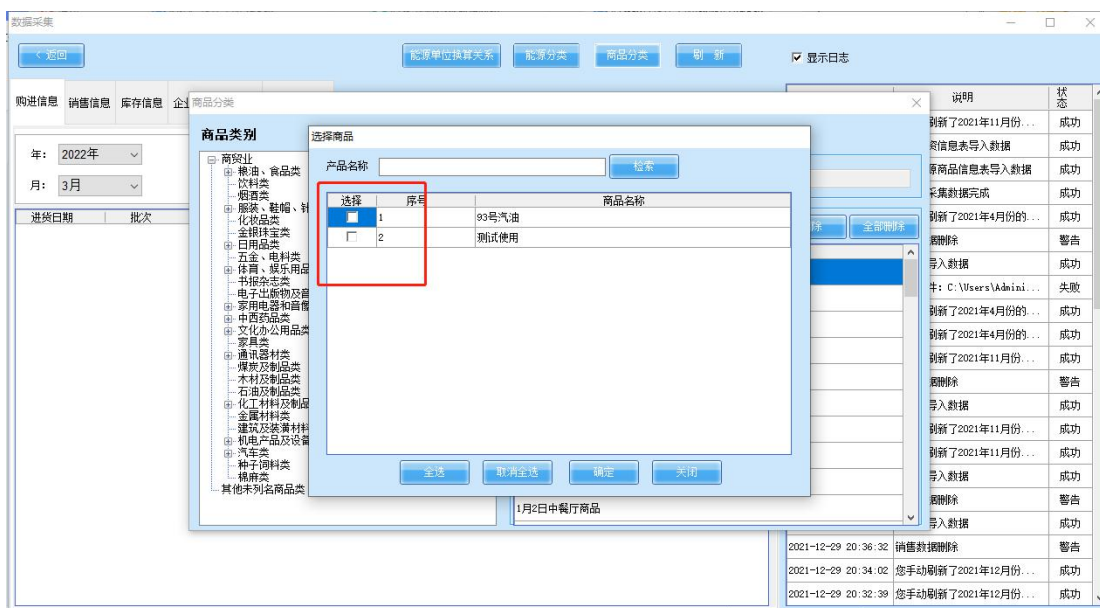 数据采集
< 返回
能源单位换算关系
能源分类
商品分类
刷 新
显示日志
购进信息
销售信息
库存信息
年： 2022年
月： 3月
进货日期 批次
商品分类
商品类别
商贸业
粮油、食品类
饮料类
烟酒类
服装、鞋帽、针
化妆品类
金银珠宝类
日用品类
五金、电料类
体育、娱乐用品
书报杂志类
电子出版物及音
家用电器和音像
中西药品类
文化办公用品类
家具类
通讯器材类
煤炭及制品类
木材及制品类
石油及制品类
化工材料及制品
金属材料类
建筑及装潢材料
机电产品及设备
汽车类
种子饲料类
棉麻类
其他未列名商品类
选择商品
产品名称
检索
选择 序号 商品名称
1 93号汽油
2 测试使用
全选
取消全选
确定
关闭
全部删除
1月2日中餐厅商品
说明 状态
刷新了2021年11月份... 成功
资信息表导入数据 成功
原商品信息表导入数据 成功
采集数据完成 成功
刷新了2021年4月份的... 成功
据删除 警告
导入数据 成功
件: C:\Users\Admini... 失败
刷新了2021年4月份的... 成功
刷新了2021年4月份的... 成功
刷新了2021年11月份... 成功
据删除 警告
导入数据 成功
刷新了2021年11月份... 成功
刷新了2021年11月份... 成功
导入数据 成功
据删除 警告
导入数据 成功
2021-12-29 20:36:32 销售数据删除 警告
2021-12-29 20:34:02 您手动刷新了2021年12月份... 成功
2021-12-29 20:32:39 您手动刷新了2021年12月份... 成功